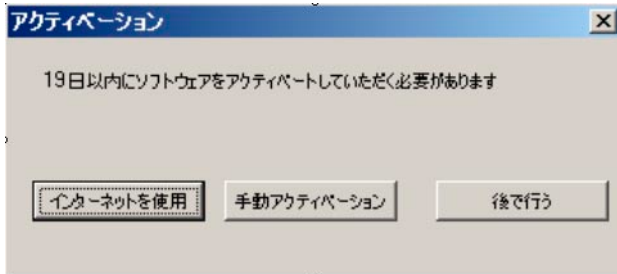 アクティベーション
19日以内にソフトウェアをアクティベートしていただく必要があります
インターネットを使用 手動アクティベーション 後で行う